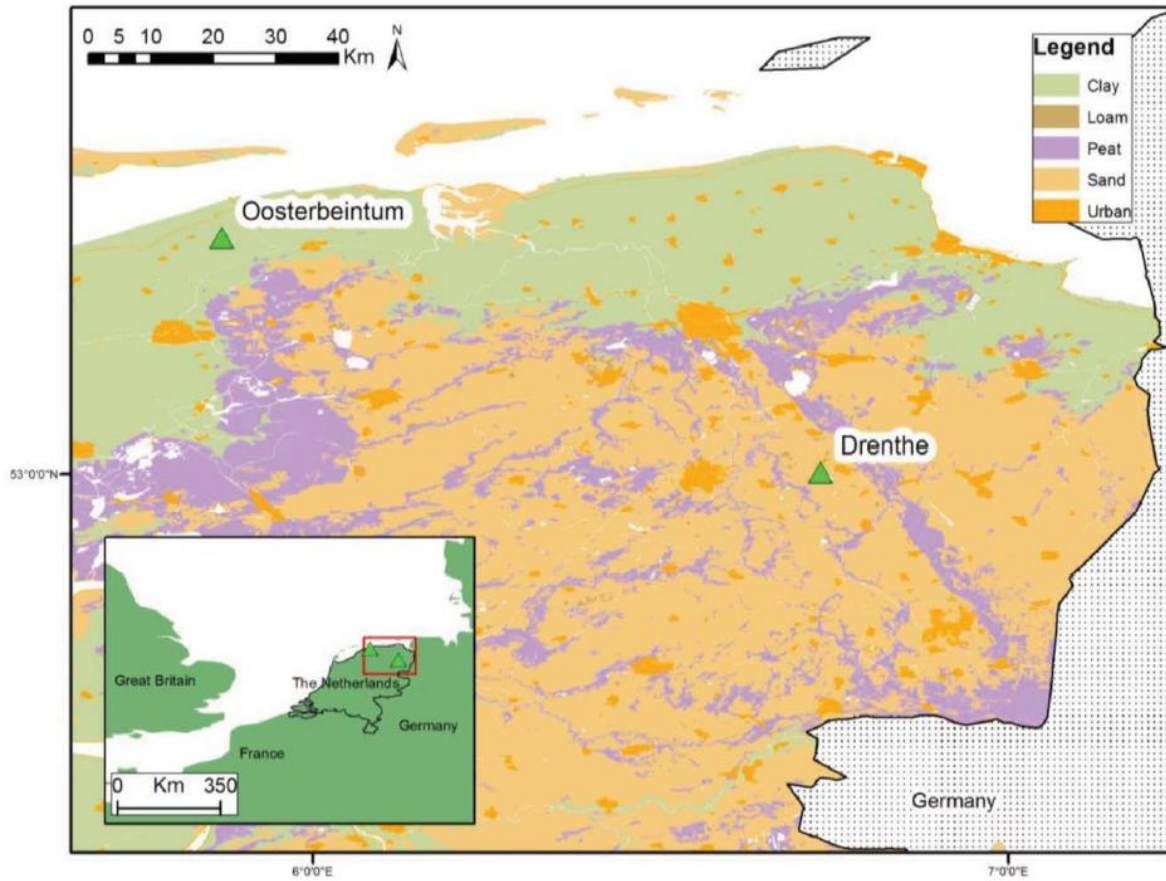 0 5 10 20 30 40
Km
N
Legend
Clay
Loam
Peat
Sand
Urban
Oosterbeintum
Drenthe
53°0'0"N
Great Britain
The Netherlands
Germany
France
Km
0 350
Germany
6°0'0"E
7°0'0"E